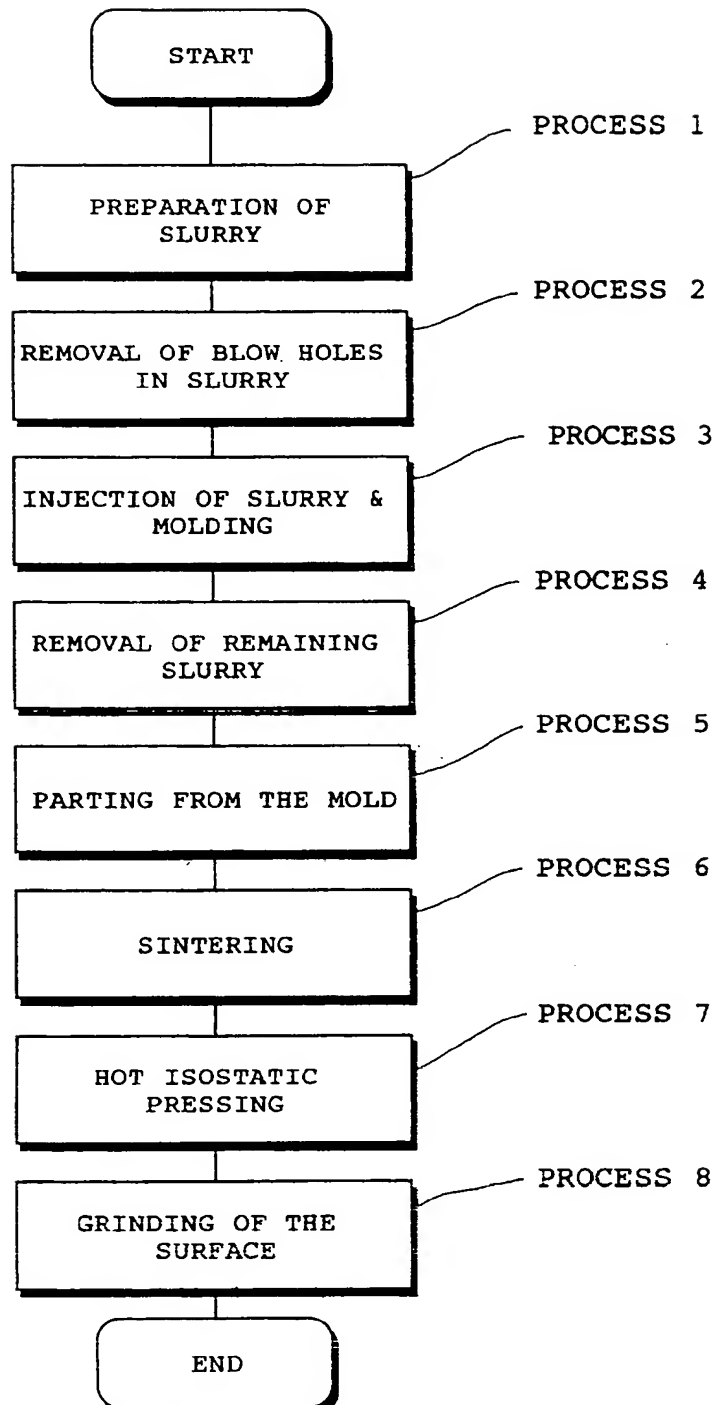 START
PROCESS 1
PREPARATION OF
SLURRY
PROCESS 2
REMOVAL OF BLOW HOLES
IN SLURRY
PROCESS 3
INJECTION OF SLURRY &
MOLDING
PROCESS 4
REMOVAL OF REMAINING
SLURRY
PROCESS 5
PARTING FROM THE MOLD
PROCESS 6
SINTERING
PROCESS 7
HOT ISOSTATIC
PRESSING
PROCESS 8
GRINDING OF THE
SURFACE
END